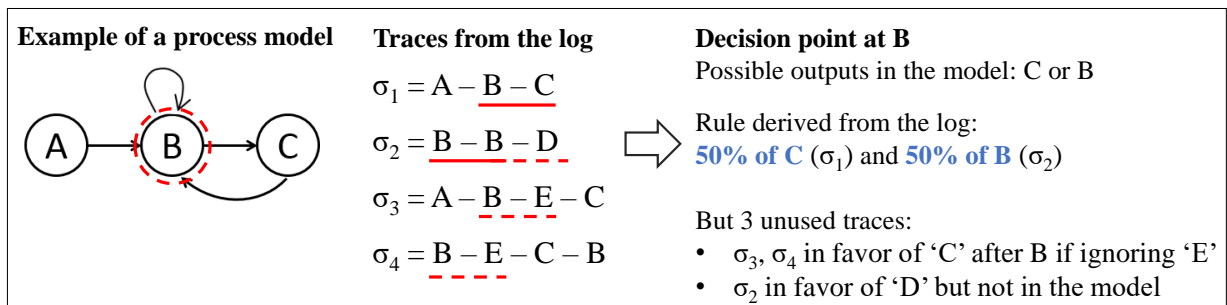 Example of a process model
A
B
C
Traces from the log
σ1 = A – B – C
σ2 = B – B – D
σ3 = A – B – E – C
σ4 = B – E – C – B
Decision point at B
Possible outputs in the model: C or B
Rule derived from the log:
50% of C (σ1) and 50% of B (σ2)
But 3 unused traces:
• σ3, σ4 in favor of ‘C’ after B if ignoring ‘E’
• σ2 in favor of ‘D’ but not in the model